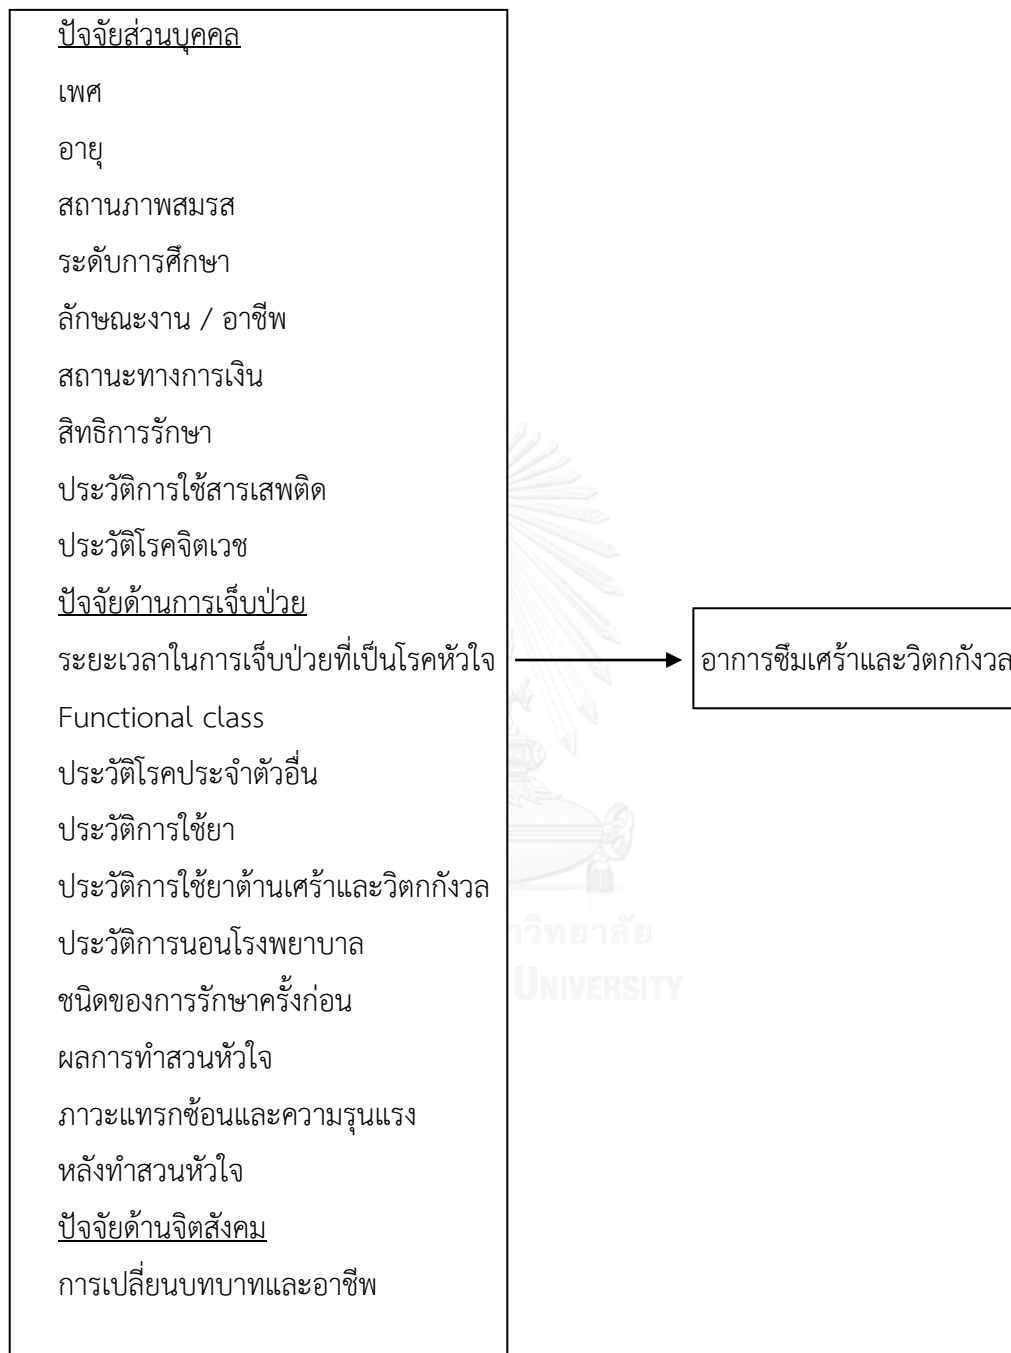 ปัจจัยส่วนบุคคล
เพศ
อายุ
สถานภาพสมรส
ระดับการศึกษา
ลักษณะงาน / อาชีพ
สถานะทางการเงิน
สิทธิการรักษา
ประวัติการใช้สารเสพติด
ประวัติโรคจิตเวช
ปัจจัยด้านการเจ็บป่วย
ระยะเวลาในการเจ็บป่วยที่เป็นโรคหัวใจ
Functional class
ประวัติโรคประจำตัวอื่น
ประวัติการใช้ยา
ประวัติการใช้ยาต้านเศร้าและวิตกกังวล
ประวัติการนอนโรงพยาบาล
ชนิดของการรักษาครั้งก่อน
ผลการทำสวนหัวใจ
ภาวะแทรกซ้อนและความรุนแรง
หลังทำสวนหัวใจ
ปัจจัยด้านจิตสังคม
การเปลี่ยนบทบาทและอาชีพ
อาการซึมเศร้าและวิตกกังวล
าวิทยาลัย
UNIVERSITY